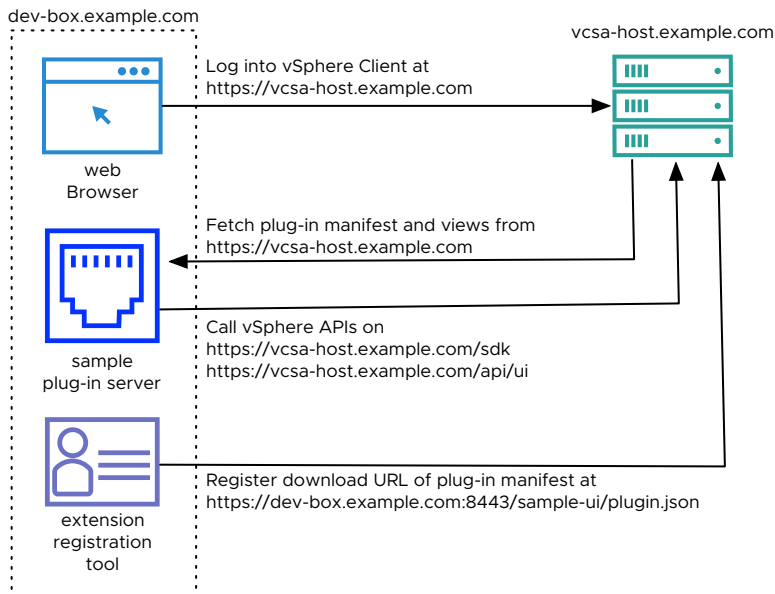 dev-box.example.com
vcsa-host.example.com
Log into vSphere Client at
https://vcsa-host.example.com
web
Browser
Fetch plug-in manifest and views from
https://vcsa-host.example.com
Call vSphere APIs on
https://vcsa-host.example.com/sdk
https://vcsa-host.example.com/api/ui
sample
plug-in server
Register download URL of plug-in manifest at
https://dev-box.example.com:8443/sample-ui/plugin.json
extension
registration
tool